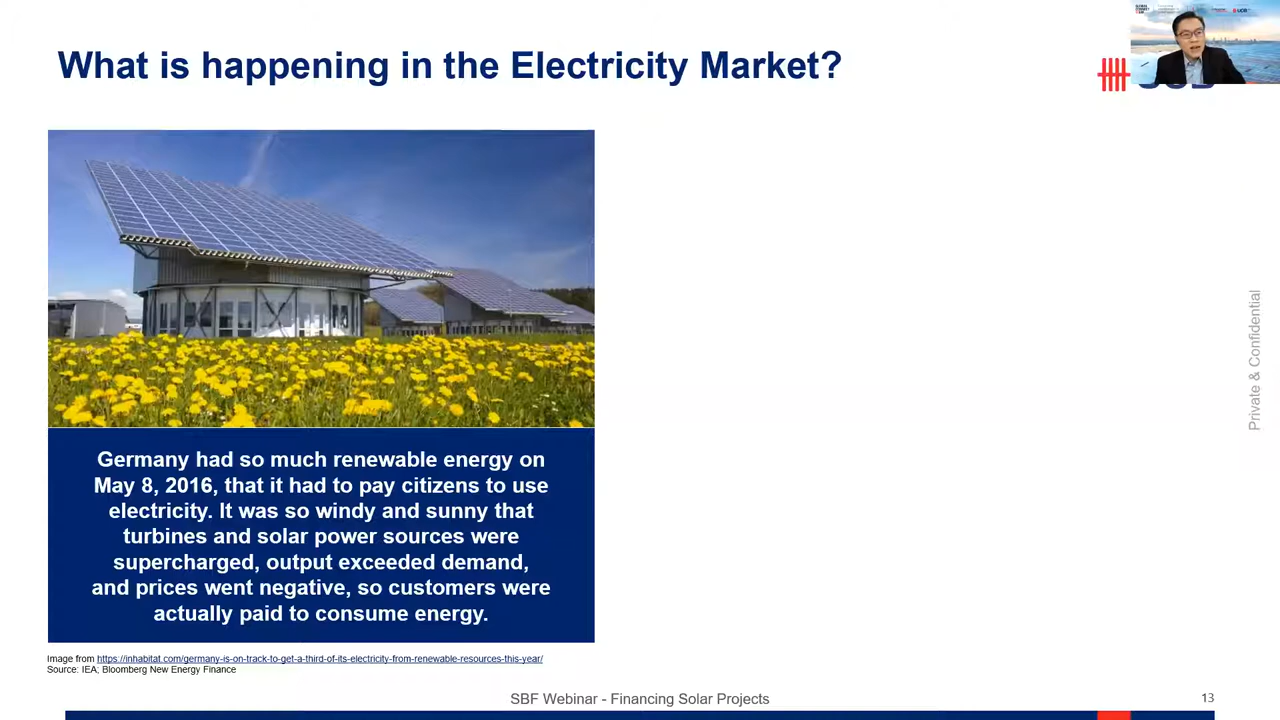 What is happening in the Electricity Market?
UOB
Germany had so much renewable energy on
May 8, 2016, that it had to pay citizens to use
electricity. It was so windy and sunny that
turbines and solar power sources were
supercharged, output exceeded demand,
and prices went negative, so customers were
actually paid to consume energy.
Image from https://inhabitat.com/germany-is-on-track-to-get-a-third-of-its-electricity-from-renewable-resources-this-year/
Source: IEA; Bloomberg New Energy Finance
Private & Confidential
SBF Webinar - Financing Solar Projects
13